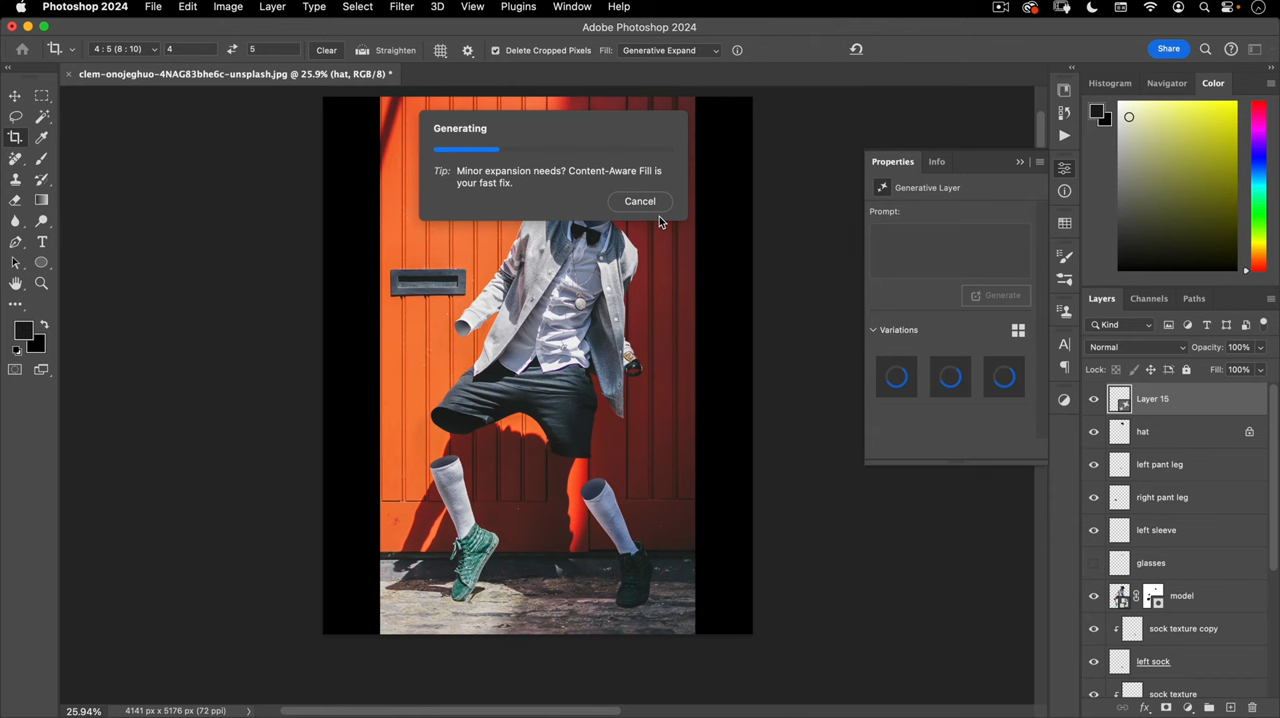 Photoshop 2024 File Edit Image Layer Type Select Filter 3D View Plugins Window Help
Adobe Photoshop 2024
4 : 5 (8 : 10) 4 5 Clear Straighten Delete Cropped Pixels Fill: Generative Expand Share
clem-onojeghuo-4NAG83bhe6c-unsplash.jpg @ 25.9% (hat, RGB/8) *
Histogram Navigator Color
Generating
Tip: Minor expansion needs? Content-Aware Fill is
your fast fix.
Cancel
Properties Info
Generative Layer
Prompt:
Generate
Variations
Layers Channels Paths
Kind
Normal Opacity: 100%
Lock: Fill: 100%
Layer 15
hat
left pant leg
right pant leg
left sleeve
glasses
model
sock texture copy
left sock
sock texture
25.94% 4141 px x 5176 px (72 ppi)